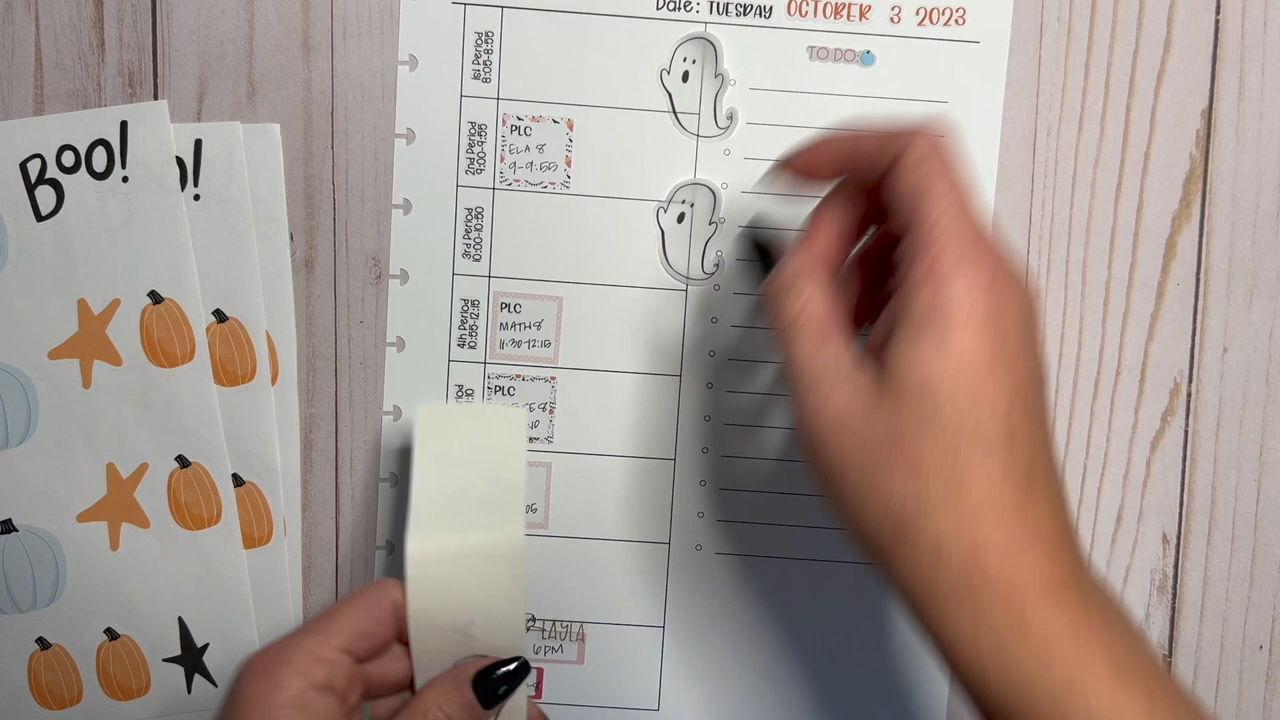 Date: TUESDAY OCTOBER 3 2023
TO DO:
1st Period
8:05-8:55
2nd Period
9:00-9:55
PLC
ELA 8
9-9:55
3rd Period
10:00-10:50
4th Period
10:55-12:15
PLC
MATH 8
11:30-12:15
PLC
LAYLA
6PM
BOO!